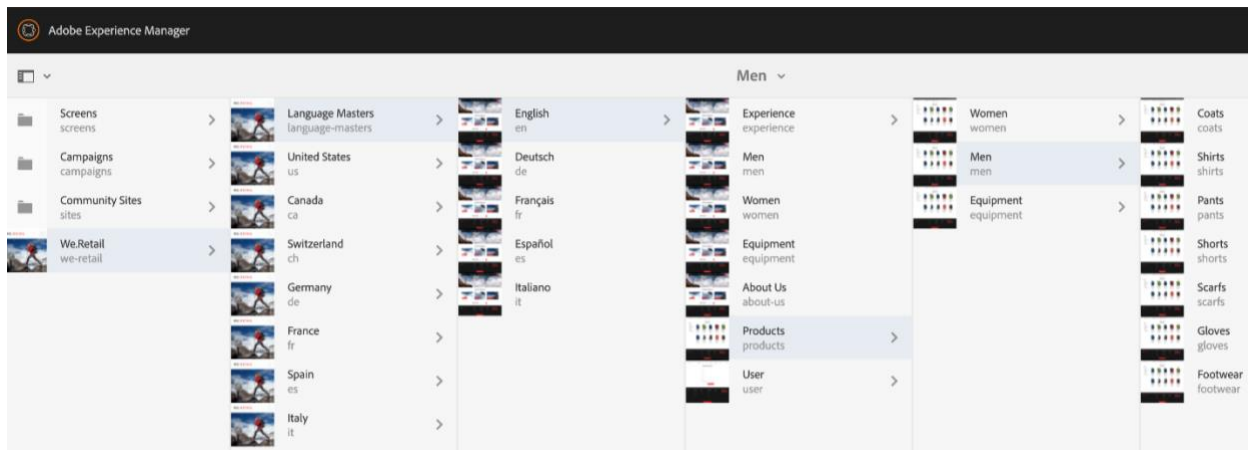 Adobe Experience Manager
Men
Screens
screens
Campaigns
campaigns
Community Sites
sites
We.Retail
we-retail
Language Masters
language-masters
United States
us
Canada
ca
Switzerland
ch
Germany
de
France
fr
Spain
es
Italy
it
English
en
Deutsch
de
Français
fr
Español
es
Italiano
it
Experience
experience
Men
men
Women
women
Equipment
equipment
About Us
about-us
Products
products
User
user
Women
women
Men
men
Equipment
equipment
Coats
coats
Shirts
shirts
Pants
pants
Shorts
shorts
Scarfs
scarfs
Gloves
gloves
Footwear
footwear